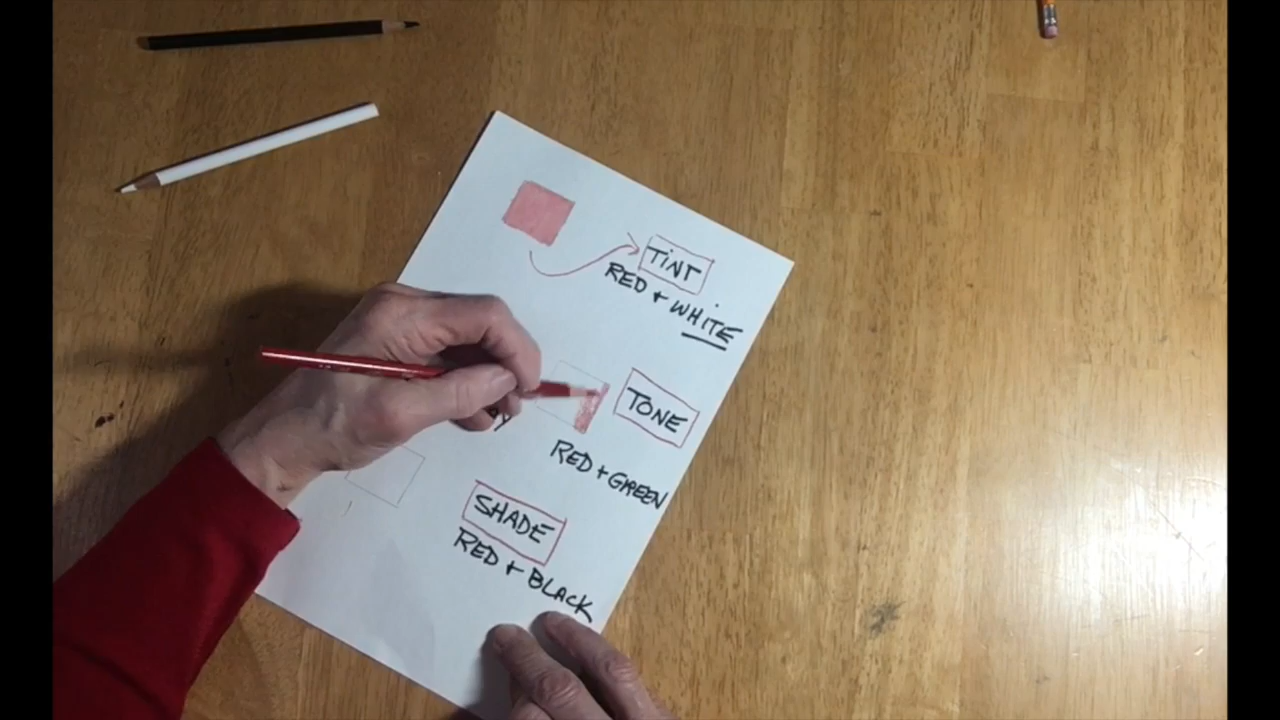 TiNT
RED + WHiTE
TONE
RED + GREEN
SHADE
RED + BLACK